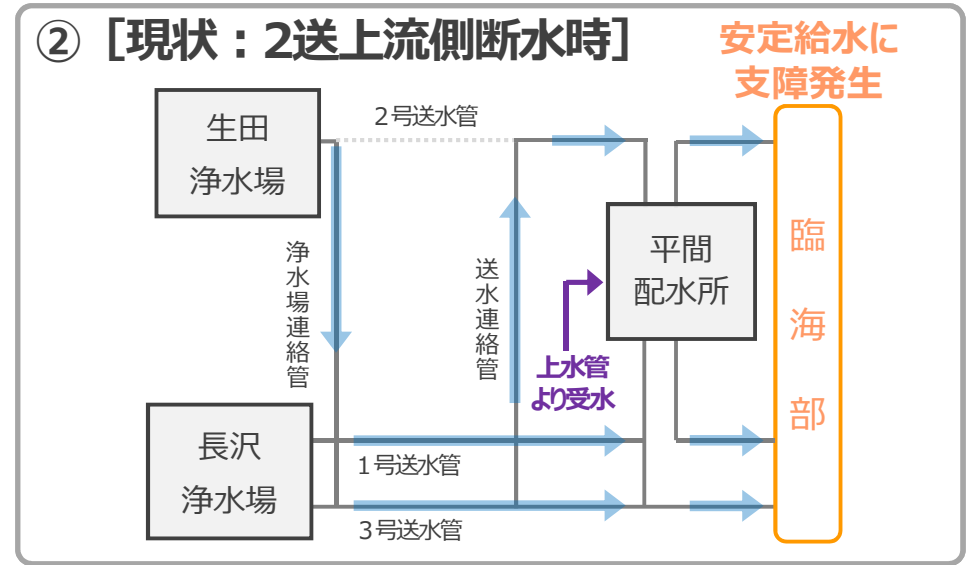 ② [現状：2送上流側断水時]
安定給水に
支障発生
生田
浄水場
2号送水管
浄水場連絡管
送水連絡管
平間
配水所
上水管
より受水
臨海部
長沢
浄水場
1号送水管
3号送水管